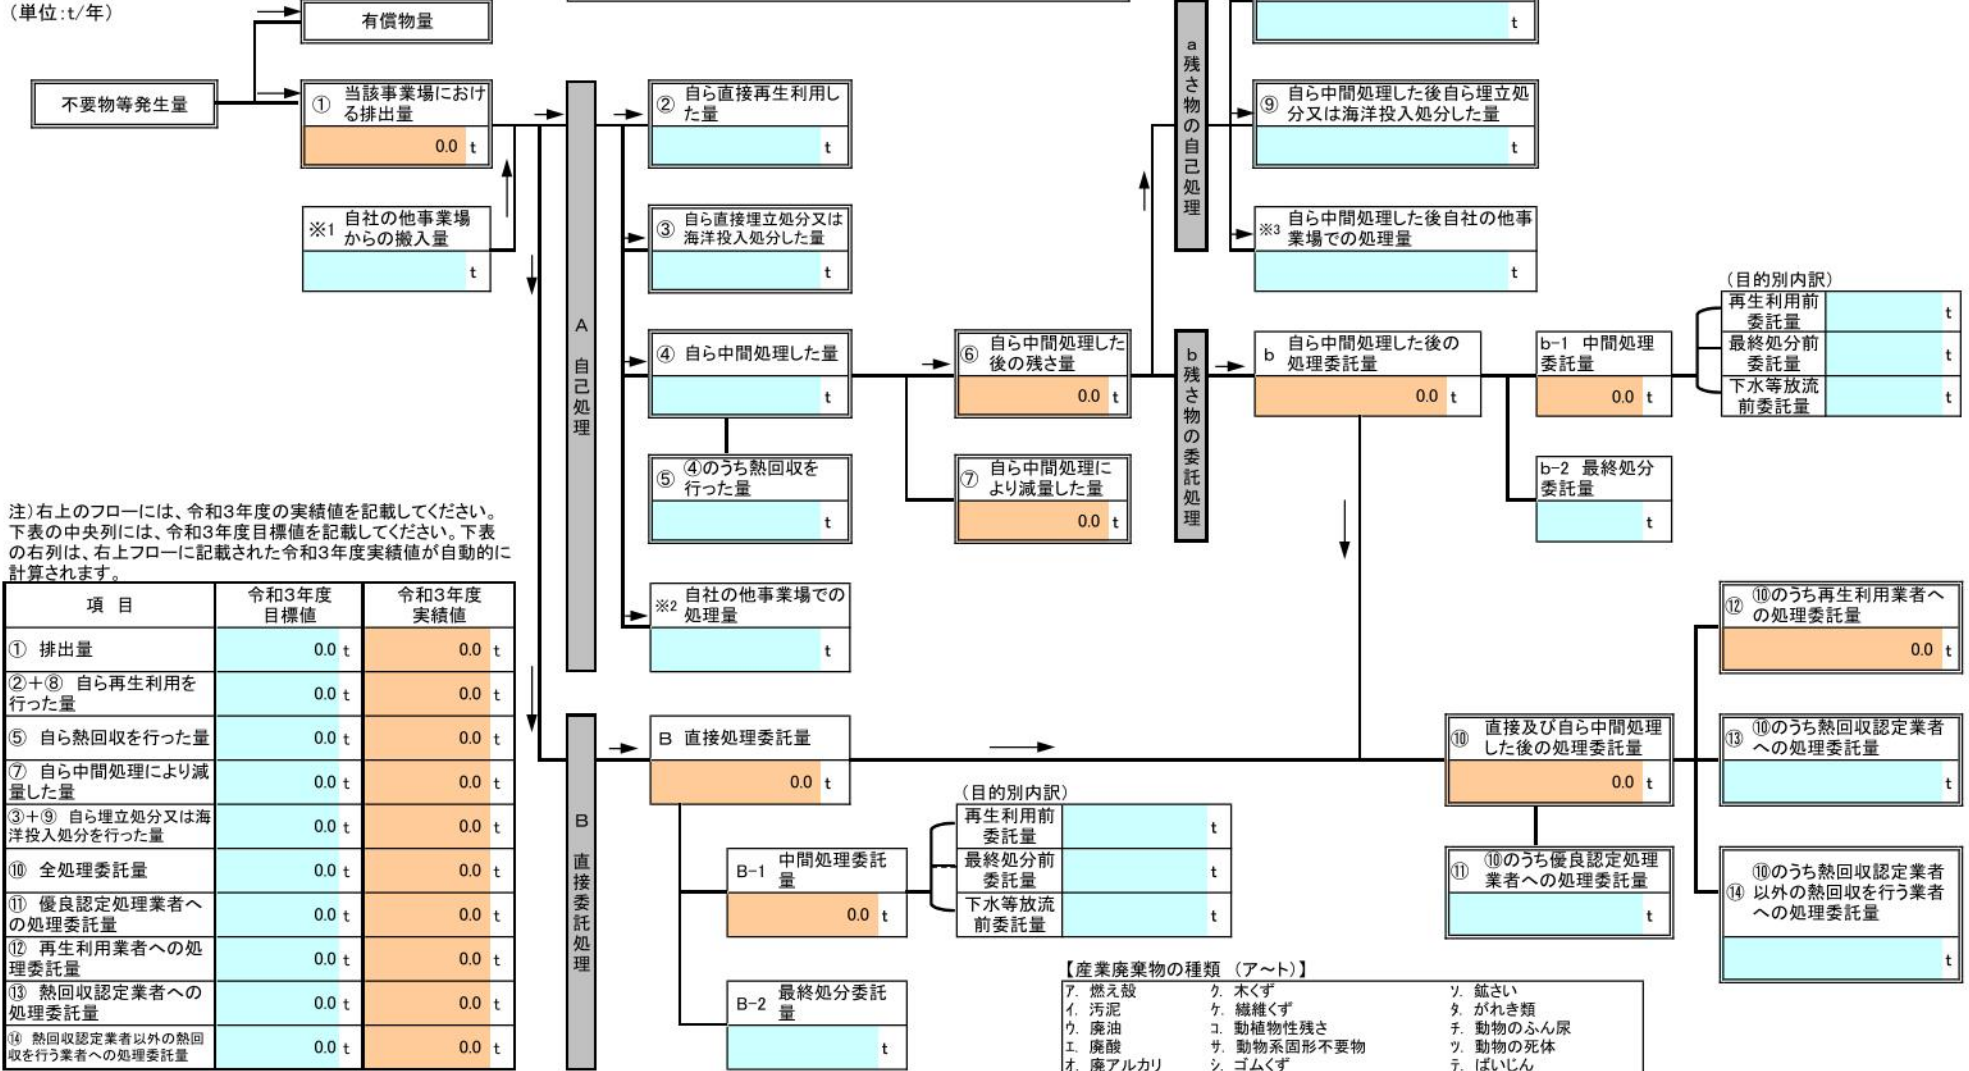 （単位:t/年）
有償物量
不要物等発生量
① 当該事業場におけ
る排出量
0.0 t
※1 自社の他事業場
からの搬入量
t
A 自己処理
② 自ら直接再生利用し
た量
t
③ 自ら直接埋立処分又は
海洋投入処分した量
t
④ 自ら中間処理した量
t
⑤ ④のうち熱回収を
行った量
t
※2 自社の他事業場での
処理量
t
⑥ 自ら中間処理した
後の残さ量
0.0 t
⑦ 自ら中間処理に
より減量した量
0.0 t
a 残さ物の自己処理
t
⑨ 自ら中間処理した後自ら埋立処
分又は海洋投入処分した量
t
※3 自ら中間処理した後自社の他事
業場での処理量
t
b 残さ物の委託処理
b 自ら中間処理した後の
処理委託量
0.0 t
b-1 中間処理
委託量
0.0 t
b-2 最終処分
委託量
t
（目的別内訳）
再生利用前
委託量
t
最終処分前
委託量
t
下水等放流
前委託量
t
注）右上のフローには、令和3年度の実績値を記載してください。
下表の中央列には、令和3年度目標値を記載してください。下表
の右列は、右上フローに記載された令和3年度実績値が自動的に
計算されます。
項 目
令和3年度
目標値
令和3年度
実績値
① 排出量 0.0 t 0.0 t
②＋⑧ 自ら再生利用を
行った量 0.0 t 0.0 t
⑤ 自ら熱回収を行った量 0.0 t 0.0 t
⑦ 自ら中間処理により減
量した量 0.0 t 0.0 t
③＋⑨ 自ら埋立処分又は海
洋投入処分を行った量 0.0 t 0.0 t
⑩ 全処理委託量 0.0 t 0.0 t
⑪ 優良認定処理業者へ
の処理委託量 0.0 t 0.0 t
⑫ 再生利用業者への処
理委託量 0.0 t 0.0 t
⑬ 熱回収認定業者への
処理委託量 0.0 t 0.0 t
⑭ 熱回収認定業者以外の熱回
収を行う業者への処理委託量 0.0 t 0.0 t
B 直接委託処理
B 直接処理委託量
0.0 t
B-1 中間処理委託
量
0.0 t
B-2 最終処分委託
量
t
（目的別内訳）
再生利用前
委託量
t
最終処分前
委託量
t
下水等放流
前委託量
t
⑩ 直接及び自ら中間処理
した後の処理委託量
0.0 t
⑪ ⑩のうち優良認定処理
業者への処理委託量
t
⑫ ⑩のうち再生利用業者へ
の処理委託量
0.0 t
⑬ ⑩のうち熱回収認定業者
への処理委託量
t
⑭ ⑩のうち熱回収認定業者
以外の熱回収を行う業者
への処理委託量
t
【産業廃棄物の種類 （ア～ト）】
ア. 燃え殻 ク. 木くず ソ. 鉱さい
イ. 汚泥 ケ. 繊維くず タ. がれき類
ウ. 廃油 コ. 動植物性残さ チ. 動物のふん尿
エ. 廃酸 サ. 動物系固形不要物 ツ. 動物の死体
オ. 廃アルカリ シ. ゴムくず テ. ばいじん